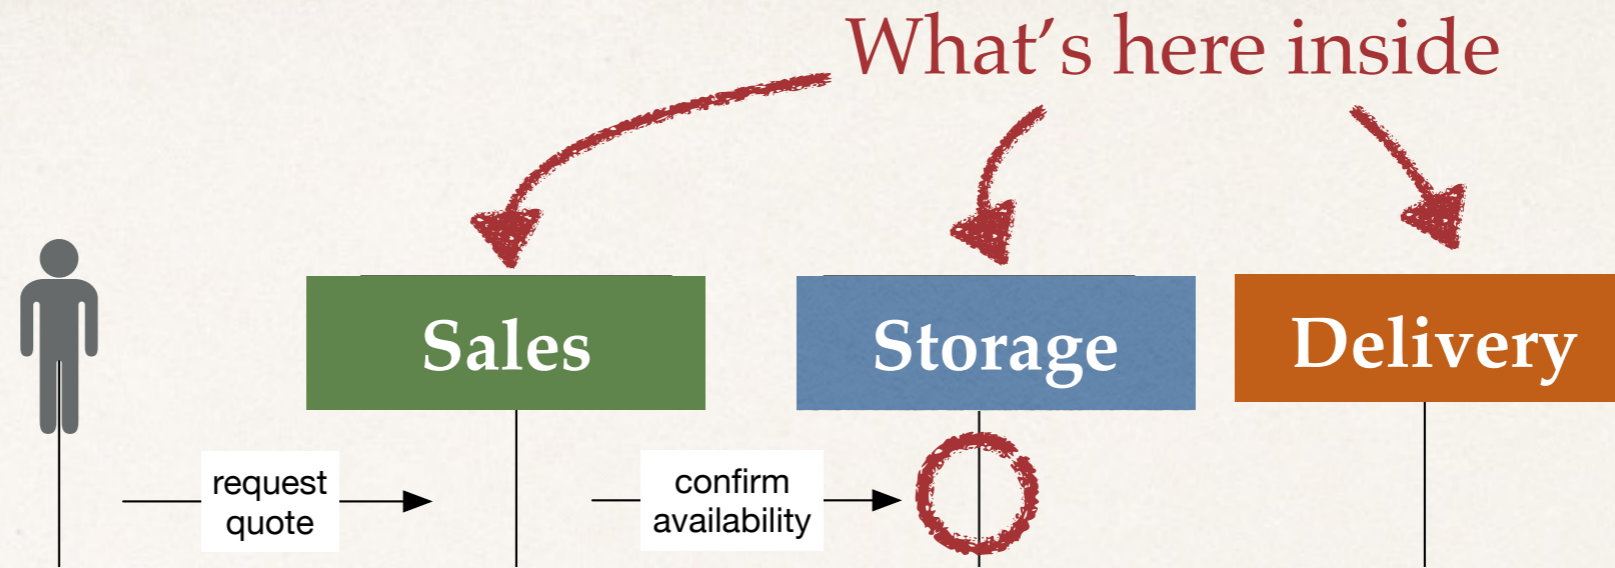 What’s here inside
Sales
Storage
Delivery
request
quote
confirm
availability